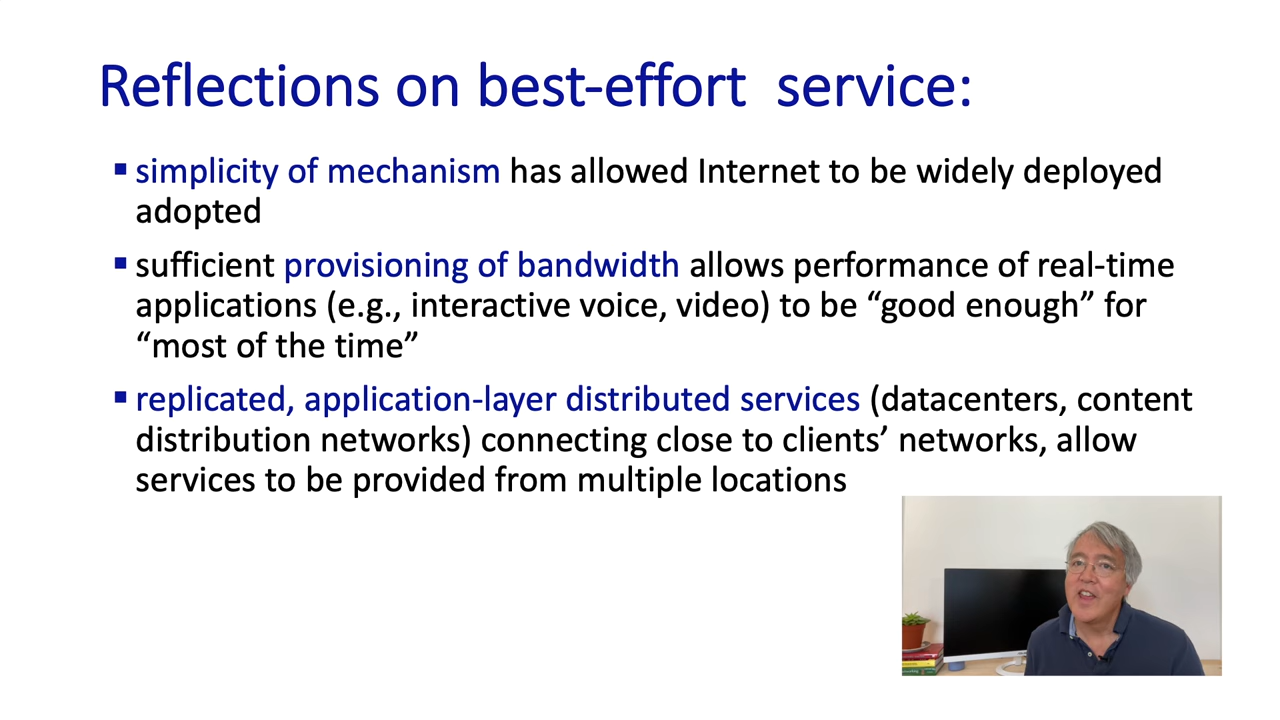 Reflections on best-effort  service:
▪ simplicity of mechanism has allowed Internet to be widely deployed
adopted
▪ sufficient provisioning of bandwidth allows performance of real-time
applications (e.g., interactive voice, video) to be “good enough” for
“most of the time”
▪ replicated, application-layer distributed services (datacenters, content
distribution networks) connecting close to clients’ networks, allow
services to be provided from multiple locations